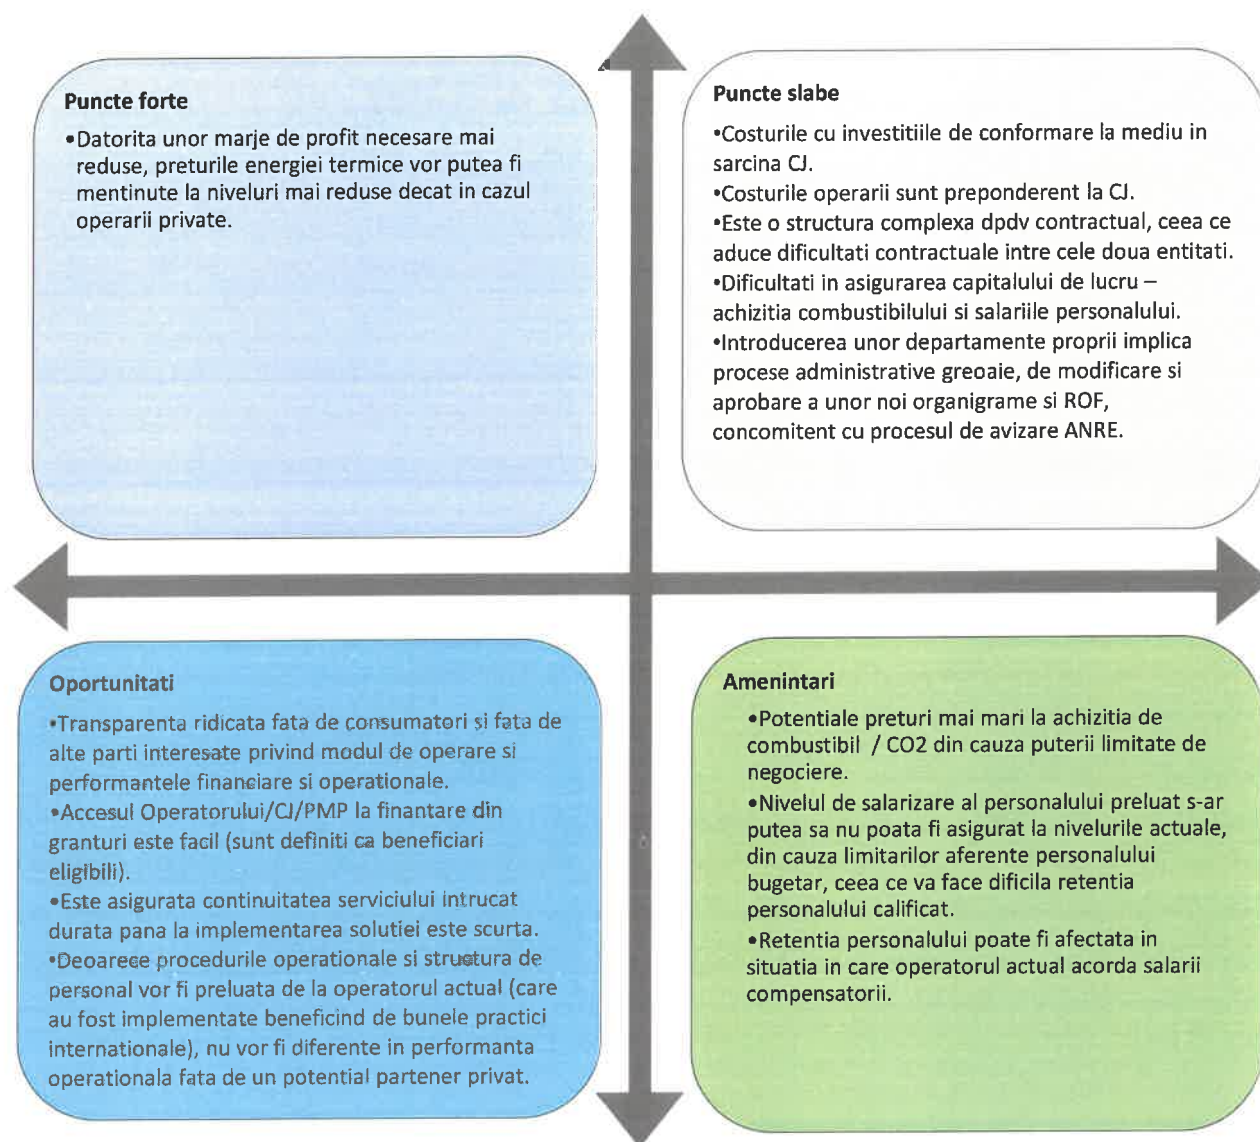 Puncte forte
•Datorita unor marje de profit necesare mai
reduse, preturile energiei termice vor putea fi
mentinute la niveluri mai reduse decat in cazul
operarii private.
Puncte slabe
•Costurile cu investitiile de conformare la mediu in
sarcina CJ.
•Costurile operarii sunt preponderent la CJ.
•Este o structura complexa dpdv contractual, ceea ce
aduce dificultati contractuale intre cele doua entitati.
•Dificultati in asigurarea capitalului de lucru –
achizitia combustibilului si salariile personalului.
•Introducerea unor departamente proprii implica
procese administrative greoaie, de modificare si
aprobare a unor noi organigrame si ROF,
concomitent cu procesul de avizare ANRE.
Oportunitati
•Transparenta ridicata fata de consumatori si fata de
alte parti interesate privind modul de operare si
performantele financiare si operationale.
•Accesul Operatorului/CJ/PMP la finantare din
granturi este facil (sunt definiti ca beneficiari
eligibili).
•Este asigurata continuitatea serviciului intrucat
durata pana la implementarea solutiei este scurta.
•Deoarece procedurile operationale si structura de
personal vor fi preluata de la operatorul actual (care
au fost implementate beneficind de bunele practici
internationale), nu vor fi diferente in performanta
operationala fata de un potential partener privat.
Amenintari
•Potentiale preturi mai mari la achizitia de
combustibil / CO2 din cauza puterii limitate de
negociere.
•Nivelul de salarizare al personalului preluat s-ar
putea sa nu poata fi asigurat la nivelurile actuale,
din cauza limitarilor aferente personalului
bugetar, ceea ce va face dificila retentia
personalului calificat.
•Retentia personalului poate fi afectata in
situatia in care operatorul actual acorda salarii
compensatorii.